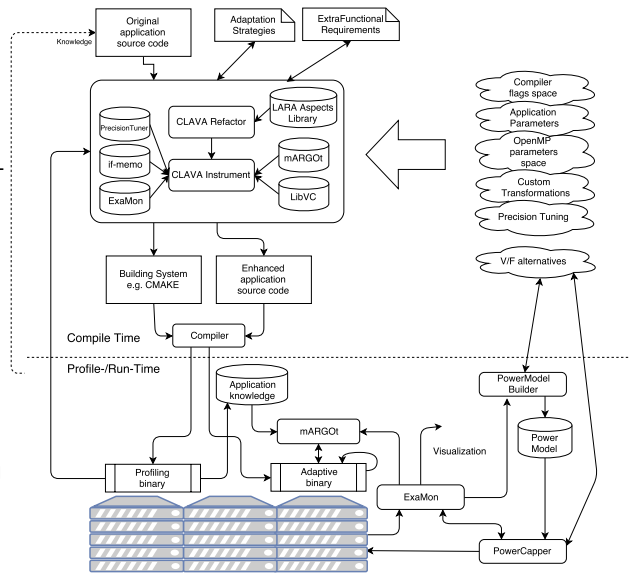 Original
application
source code
Adaptation
Strategies
ExtraFunctional
Requirements
Knowledge
PrecisionTuner
if-memo
ExaMon
CLAVA Refactor
CLAVA Instrument
LARA Aspects
Library
mARGOt
LibVC
Compiler
flags space
Application
Parameters
OpenMP
parameters
space
Custom
Transformations
Precision Tuning
V/F alternatives
Building System
e.g. CMAKE
Enhanced
application
source code
Compiler
Compile Time
Profile-/Run-Time
Application
knowledge
mARGOt
Profiling
binary
Adaptive
binary
Visualization
ExaMon
PowerModel
Builder
Power
Model
PowerCapper